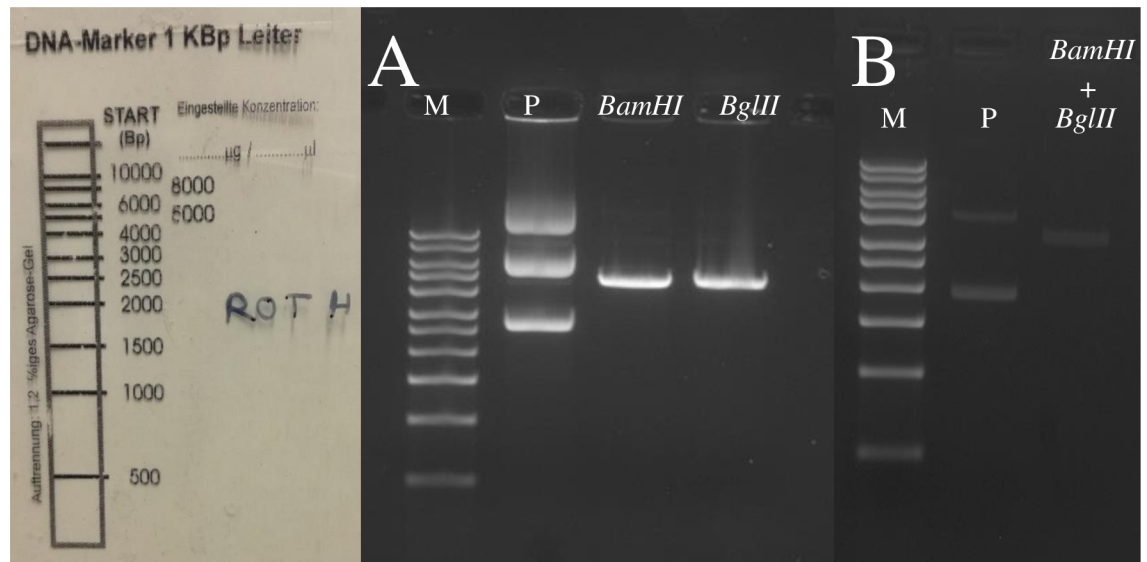 DNA-Marker 1 KBp Leiter
START
(Bp)
Eingestellte Konzentration:
............µg / ............µl
10000
8000
6000
5000
4000
3000
2500
2000
1500
1000
500
ROTH
Auftrennung: 1,2 %iges Agarose-Gel
A
M
P
BamHI
BglII
B
M
P
BamHI
+
BglII